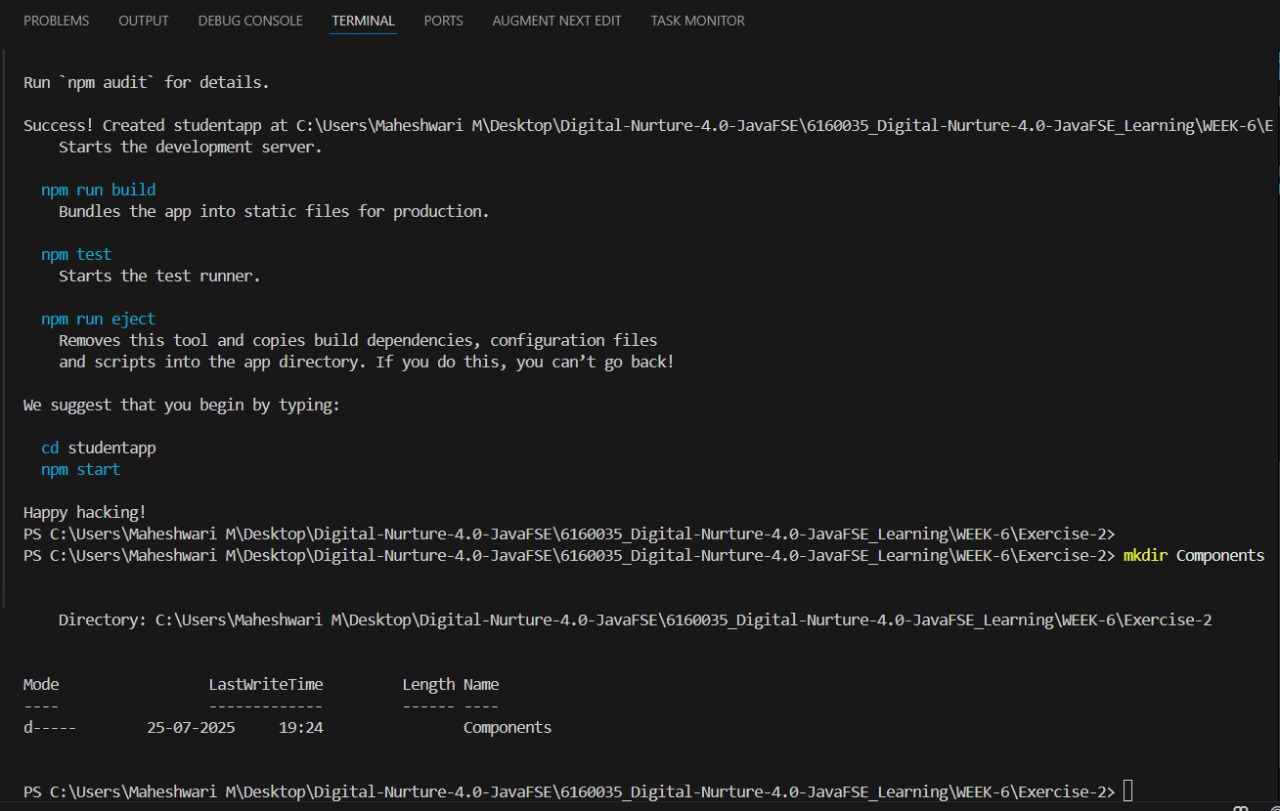 PROBLEMS OUTPUT DEBUG CONSOLE TERMINAL PORTS AUGMENT NEXT EDIT TASK MONITOR
Run `npm audit` for details.
Success! Created studentapp at C:\Users\Maheshwari M\Desktop\Digital-Nurture-4.0-JavaFSE\6160035_Digital-Nurture-4.0-JavaFSE_Learning\WEEK-6\E
Starts the development server.
npm run build
Bundles the app into static files for production.
npm test
Starts the test runner.
npm run eject
Removes this tool and copies build dependencies, configuration files
and scripts into the app directory. If you do this, you can’t go back!
We suggest that you begin by typing:
cd studentapp
npm start
Happy hacking!
PS C:\Users\Maheshwari M\Desktop\Digital-Nurture-4.0-JavaFSE\6160035_Digital-Nurture-4.0-JavaFSE_Learning\WEEK-6\Exercise-2>
PS C:\Users\Maheshwari M\Desktop\Digital-Nurture-4.0-JavaFSE\6160035_Digital-Nurture-4.0-JavaFSE_Learning\WEEK-6\Exercise-2> mkdir Components
Directory: C:\Users\Maheshwari M\Desktop\Digital-Nurture-4.0-JavaFSE\6160035_Digital-Nurture-4.0-JavaFSE_Learning\WEEK-6\Exercise-2
Mode LastWriteTime Length Name
---- ------------- ------ ----
d----- 25-07-2025 19:24 Components
PS C:\Users\Maheshwari M\Desktop\Digital-Nurture-4.0-JavaFSE\6160035_Digital-Nurture-4.0-JavaFSE_Learning\WEEK-6\Exercise-2>